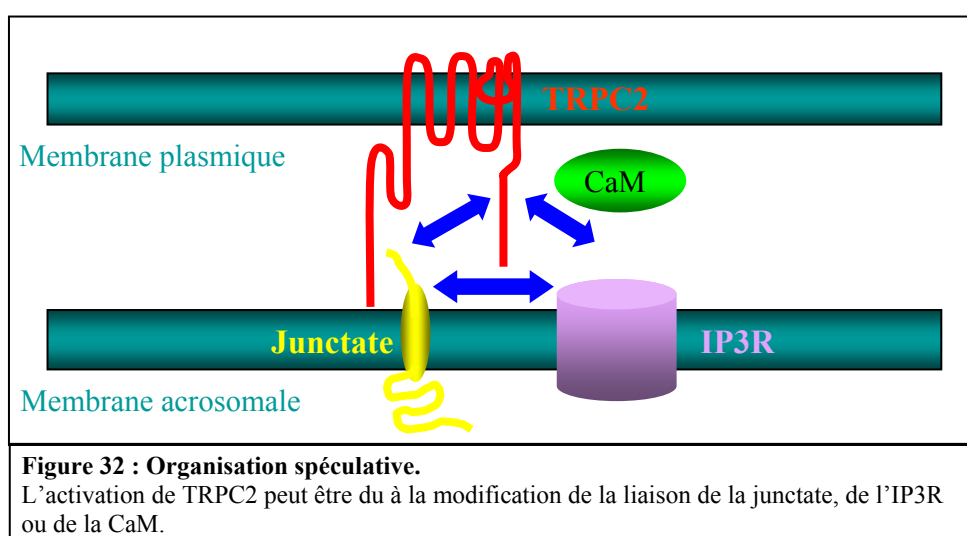 TRPC2
Membrane plasmique
CaM
Junctate
IP3R
Membrane acrosomale
Figure 32 : Organisation spéculative.
L’activation de TRPC2 peut être du à la modification de la liaison de la junctate, de l’IP3R
ou de la CaM.